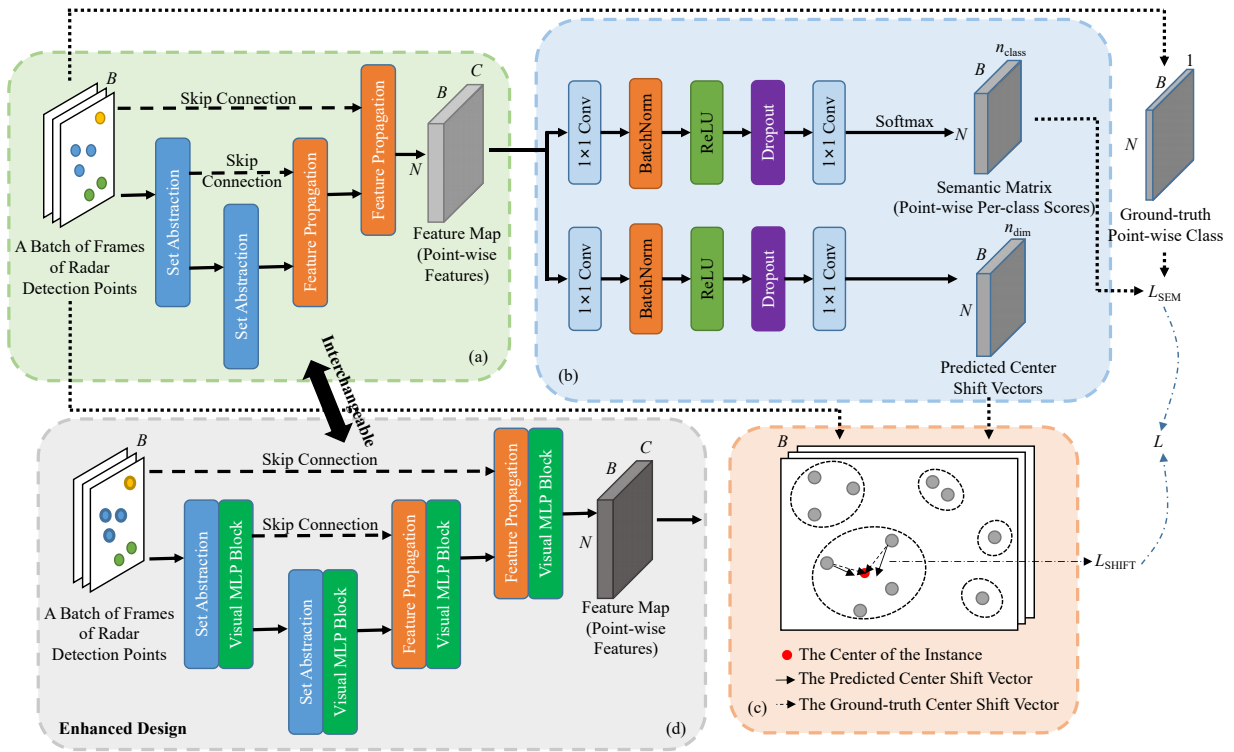 B
Skip Connection
Skip
Connection
Set Abstraction
Set Abstraction
Feature Propagation
Feature Propagation
A Batch of Frames
of Radar
Detection Points
C
B
N
Feature Map
(Point-wise
Features)
(a)
1×1 Conv
BatchNorm
ReLU
Dropout
1×1 Conv
Softmax
n_class
B
N
Semantic Matrix
(Point-wise Per-class Scores)
1×1 Conv
BatchNorm
ReLU
Dropout
1×1 Conv
n_dim
B
N
Predicted Center
Shift Vectors
(b)
1
B
N
Ground-truth
Point-wise Class
L_SEM
L
L_SHIFT
Interchangeable
B
Skip Connection
Skip Connection
A Batch of Frames
of Radar
Detection Points
Set Abstraction
Visual MLP Block
Set Abstraction
Visual MLP Block
Feature Propagation
Visual MLP Block
Feature Propagation
Visual MLP Block
C
B
N
Feature Map
(Point-wise
Features)
Enhanced Design
(d)
B
The Center of the Instance
The Predicted Center Shift Vector
The Ground-truth Center Shift Vector
(c)